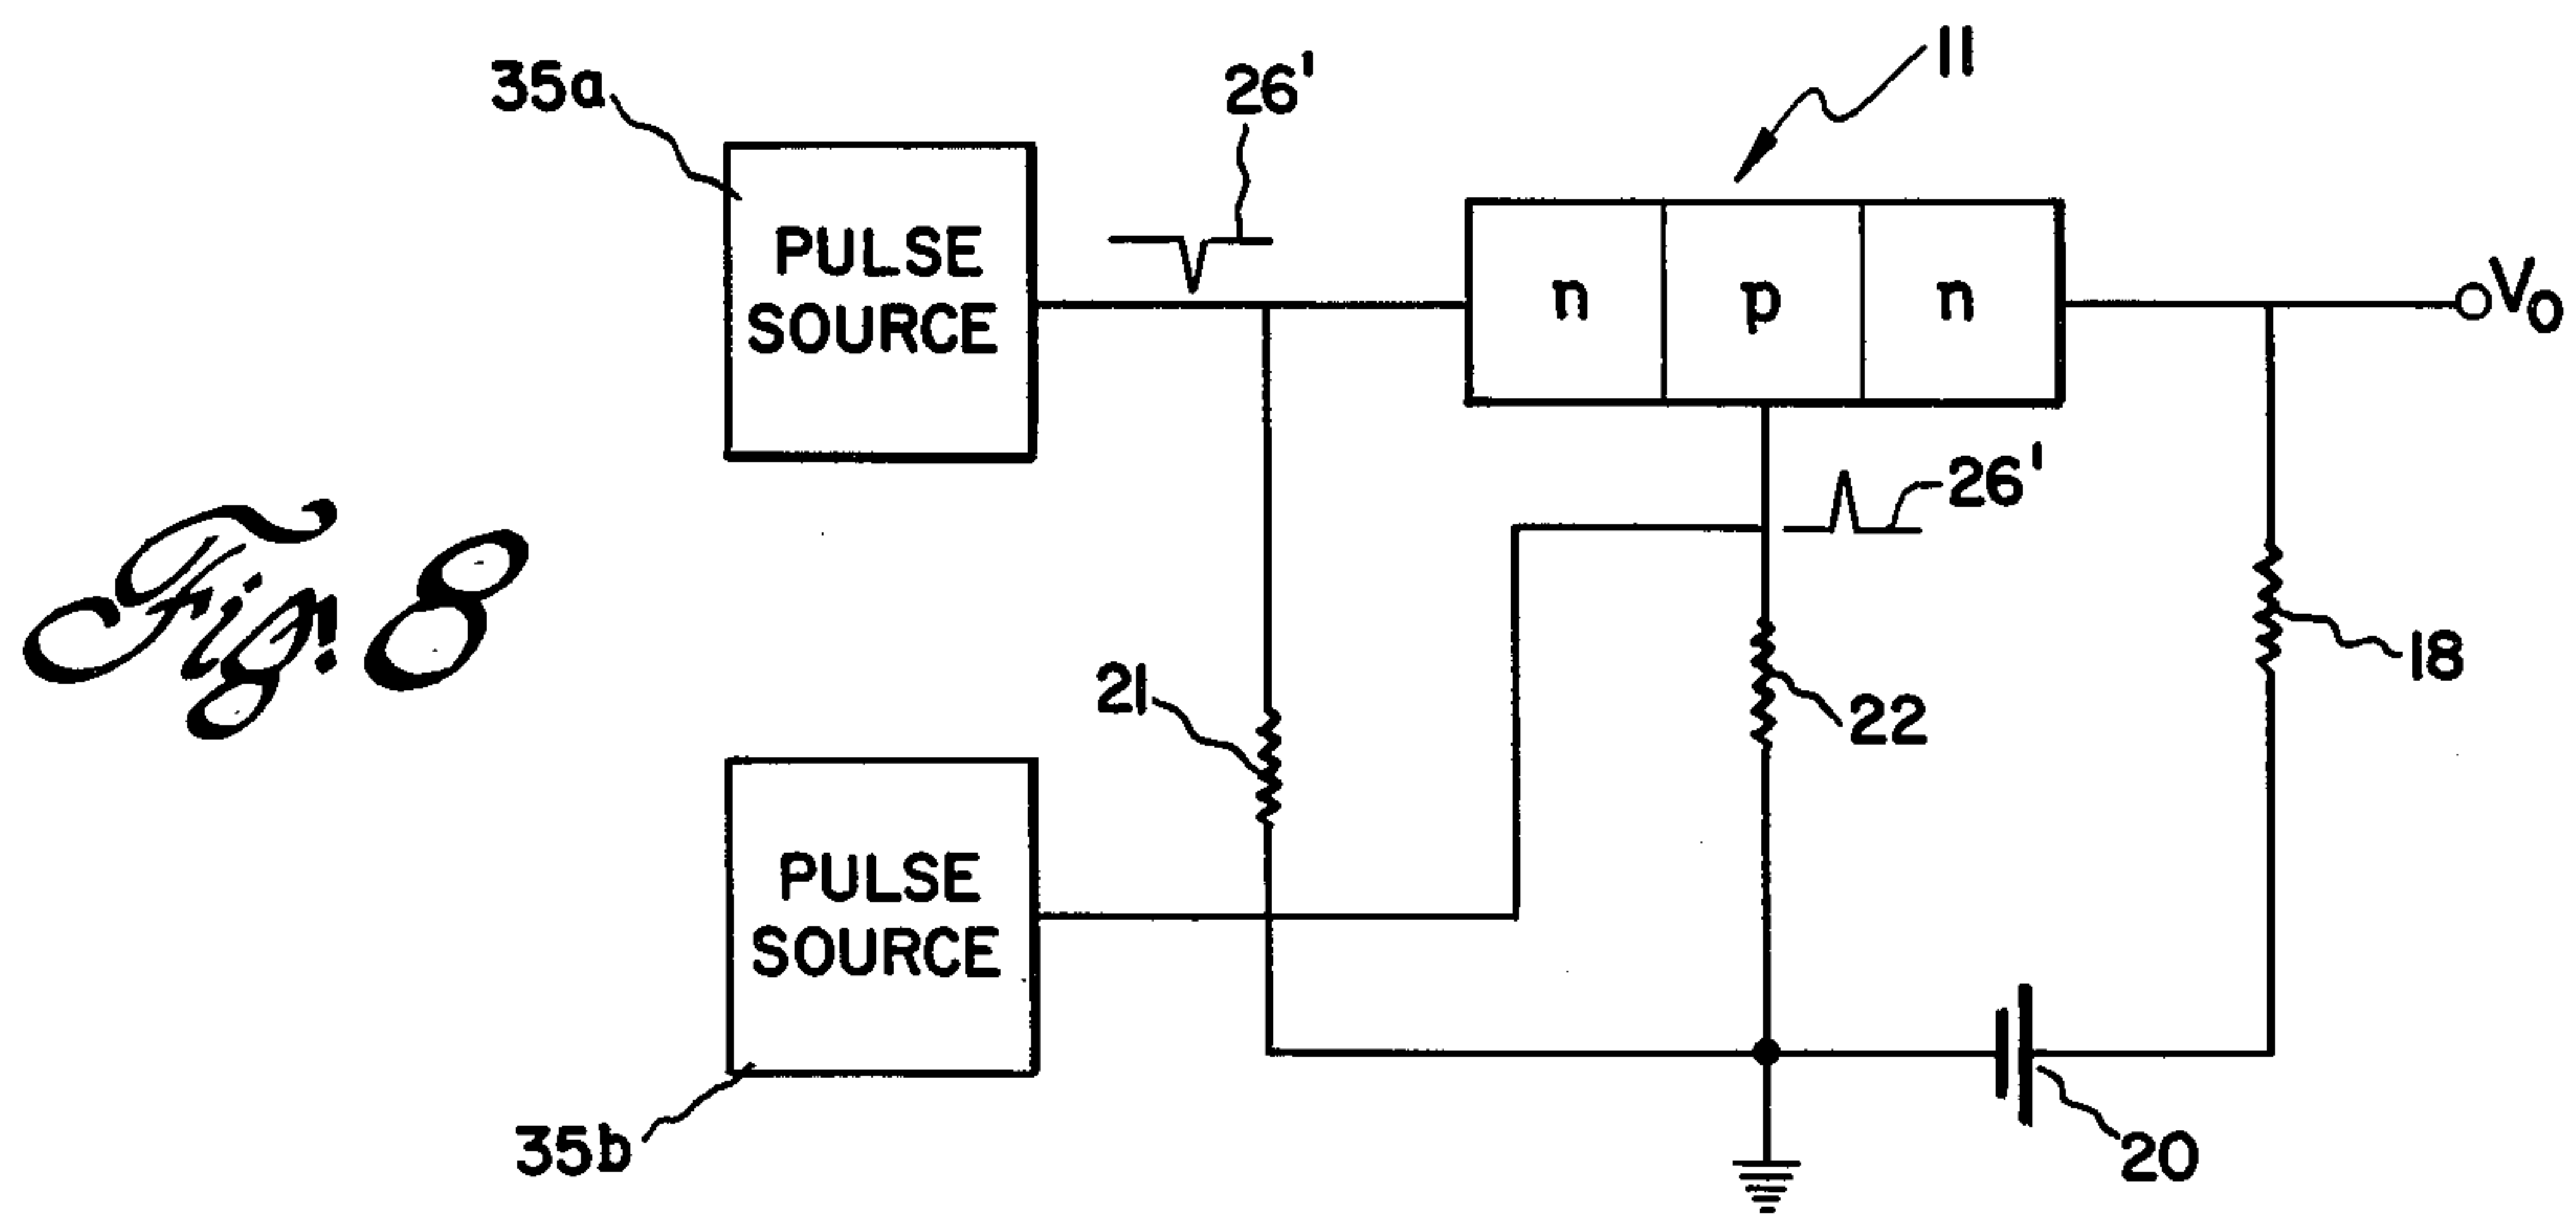 35a
26'
11
PULSE
SOURCE
n p n
V₀
26'
Fig. 8
21
22
18
PULSE
SOURCE
35b
20